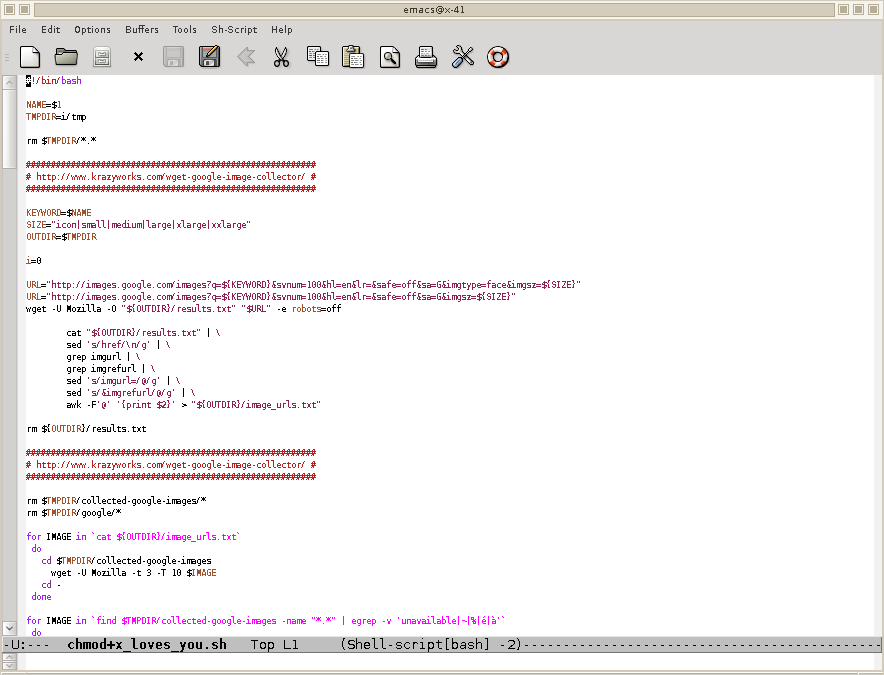 emacs@x-41
File Edit Options Buffers Tools Sh-Script Help
#!/bin/bash
NAME=$1
TMPDIR=i/tmp
rm $TMPDIR/*.*
##########################################################
# http://www.krazyworks.com/wget-google-image-collector/ #
##########################################################
KEYWORD=$NAME
SIZE="icon|small|medium|large|xlarge|xxlarge"
OUTDIR=$TMPDIR
i=0
URL="http://images.google.com/images?q=${KEYWORD}&svnum=100&hl=en&lr=&safe=off&sa=G&imgtype=face&imgsz=${SIZE}"
URL="http://images.google.com/images?q=${KEYWORD}&svnum=100&hl=en&lr=&safe=off&sa=G&imgsz=${SIZE}"
wget -U Mozilla -O "${OUTDIR}/results.txt" "$URL" -e robots=off
cat "${OUTDIR}/results.txt" | \
sed 's/href/\n/g' | \
grep imgurl | \
grep imgrefurl | \
sed 's/imgurl=/@/g' | \
sed 's/&imgrefurl/@/g' | \
awk -F'@' '{print $2}' > "${OUTDIR}/image_urls.txt"
rm ${OUTDIR}/results.txt
##########################################################
# http://www.krazyworks.com/wget-google-image-collector/ #
##########################################################
rm $TMPDIR/collected-google-images/*
rm $TMPDIR/google/*
for IMAGE in `cat ${OUTDIR}/image_urls.txt`
do
cd $TMPDIR/collected-google-images
wget -U Mozilla -t 3 -T 10 $IMAGE
cd -
done
for IMAGE in `find $TMPDIR/collected-google-images -name "*.*" | egrep -v 'unavailable|~|%|é|à'`
do
-U:--- chmod+x_loves_you.sh Top L1 (Shell-script[bash] -2)--------------------------------------------